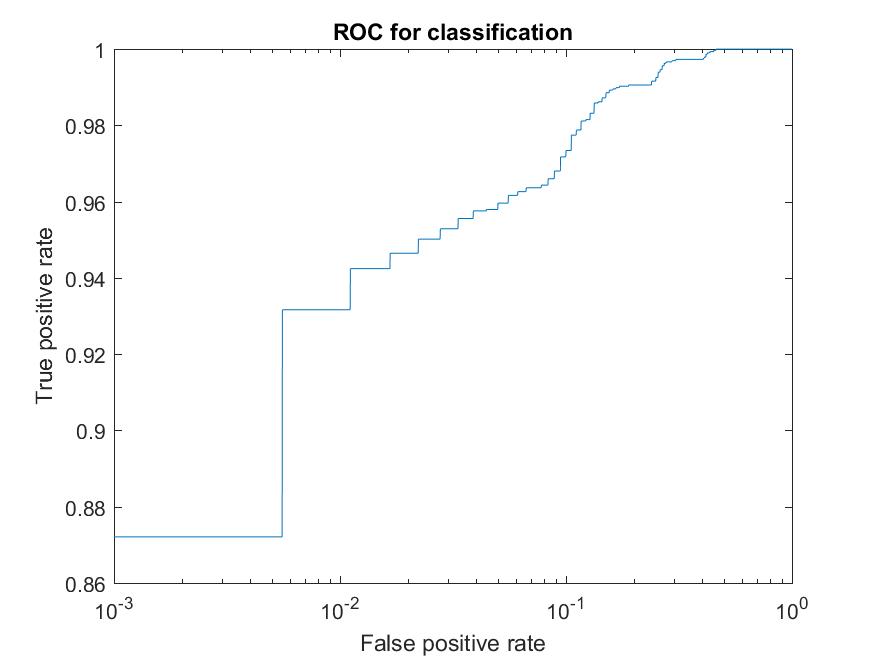 ROC for classification
1
0.98
0.96
0.94
0.92
0.9
0.88
0.86
True positive rate
10^-3 10^-2 10^-1 10^0
False positive rate